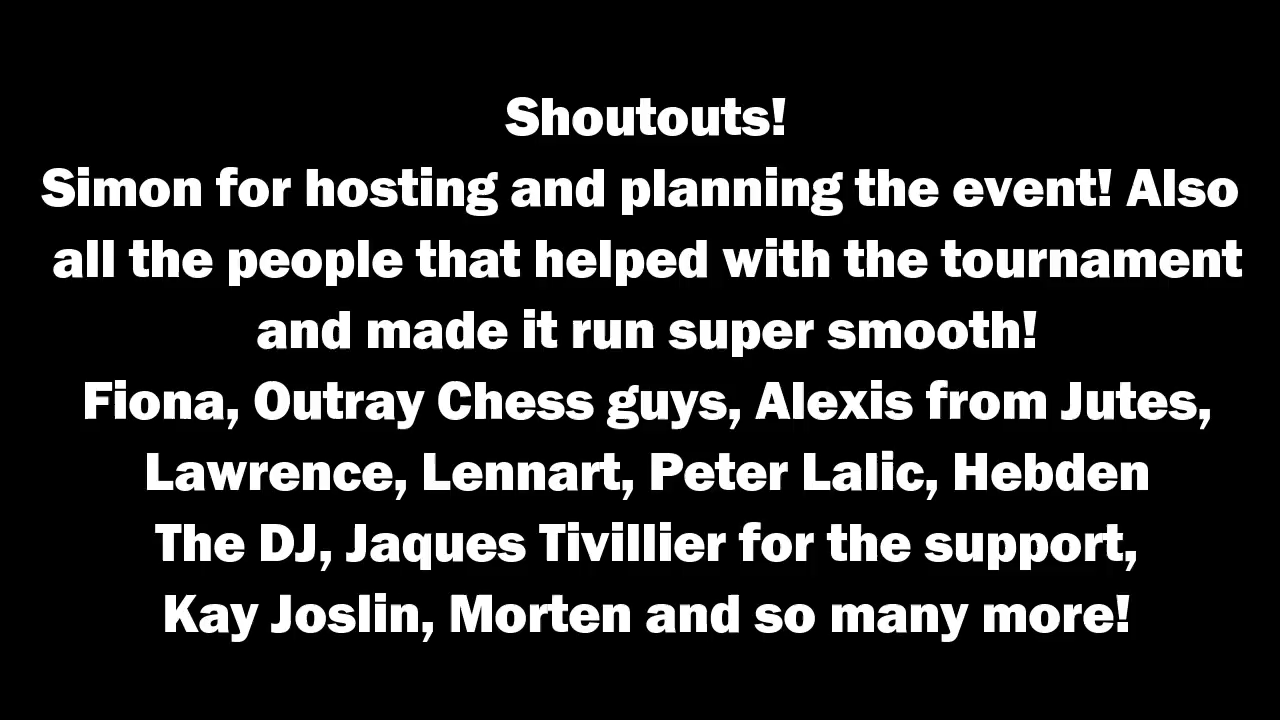 Shoutouts!
Simon for hosting and planning the event! Also
all the people that helped with the tournament
and made it run super smooth!
Fiona, Outray Chess guys, Alexis from Jutes,
Lawrence, Lennart, Peter Lalic, Hebden
The DJ, Jaques Tivillier for the support,
Kay Joslin, Morten and so many more!